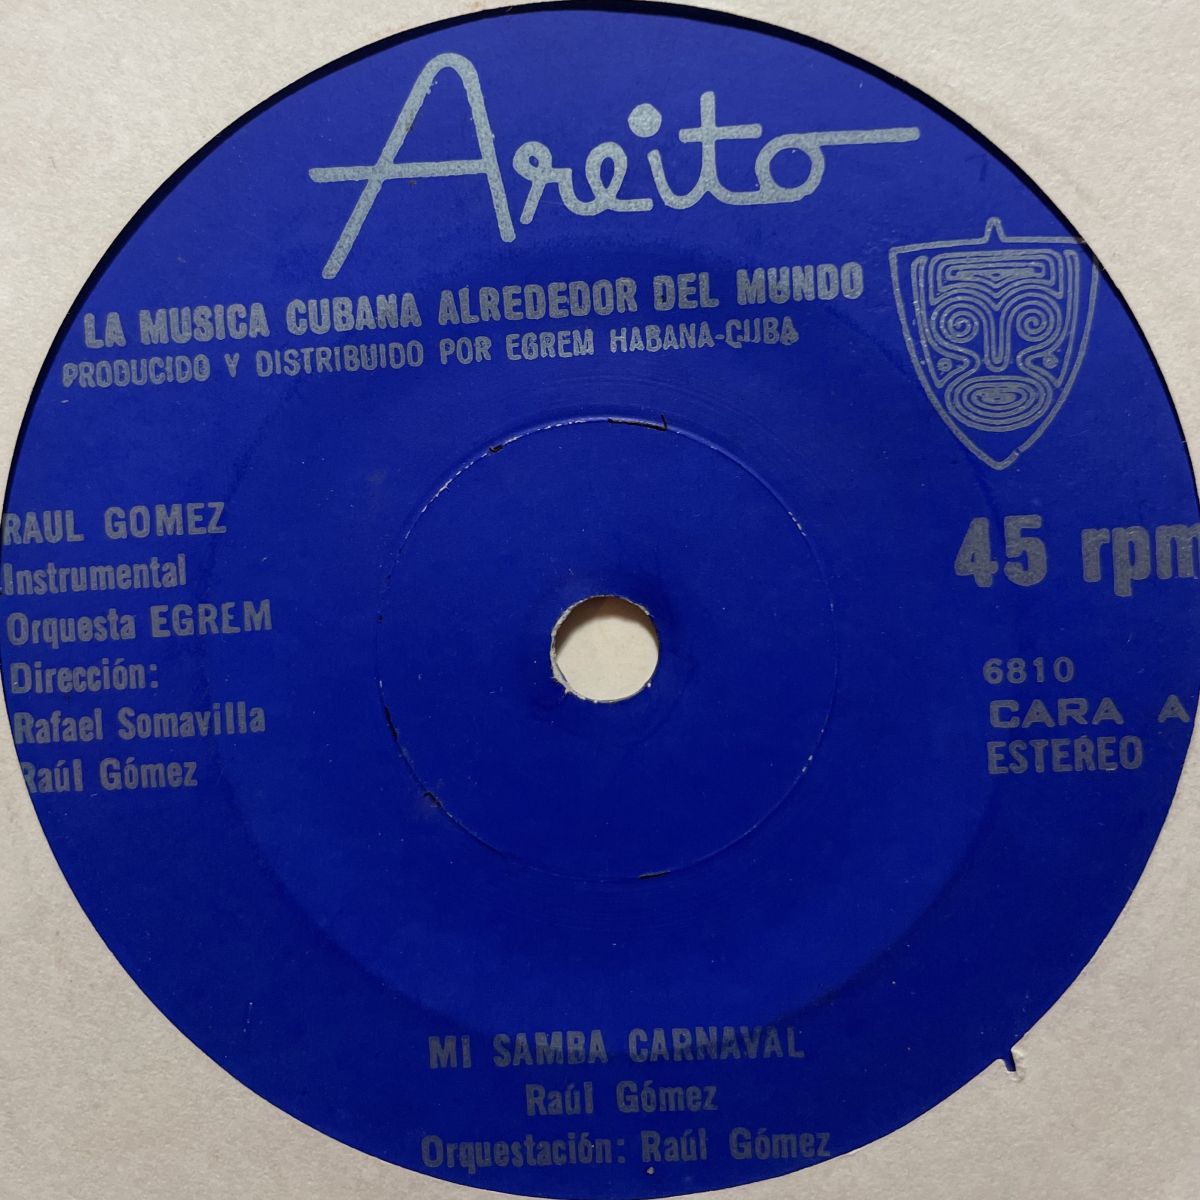 Areito
LA MUSICA CUBANA ALREDEDOR DEL MUNDO
PRODUCIDO Y DISTRIBUIDO POR EGREM HABANA-CUBA
RAUL GOMEZ
Instrumental
Orquesta EGREM
Dirección:
Rafael Somavilla
Raúl Gómez
45 rpm
6810
CARA A
ESTEREO
MI SAMBA CARNAVAL
Raúl Gómez
Orquestación: Raúl Gómez